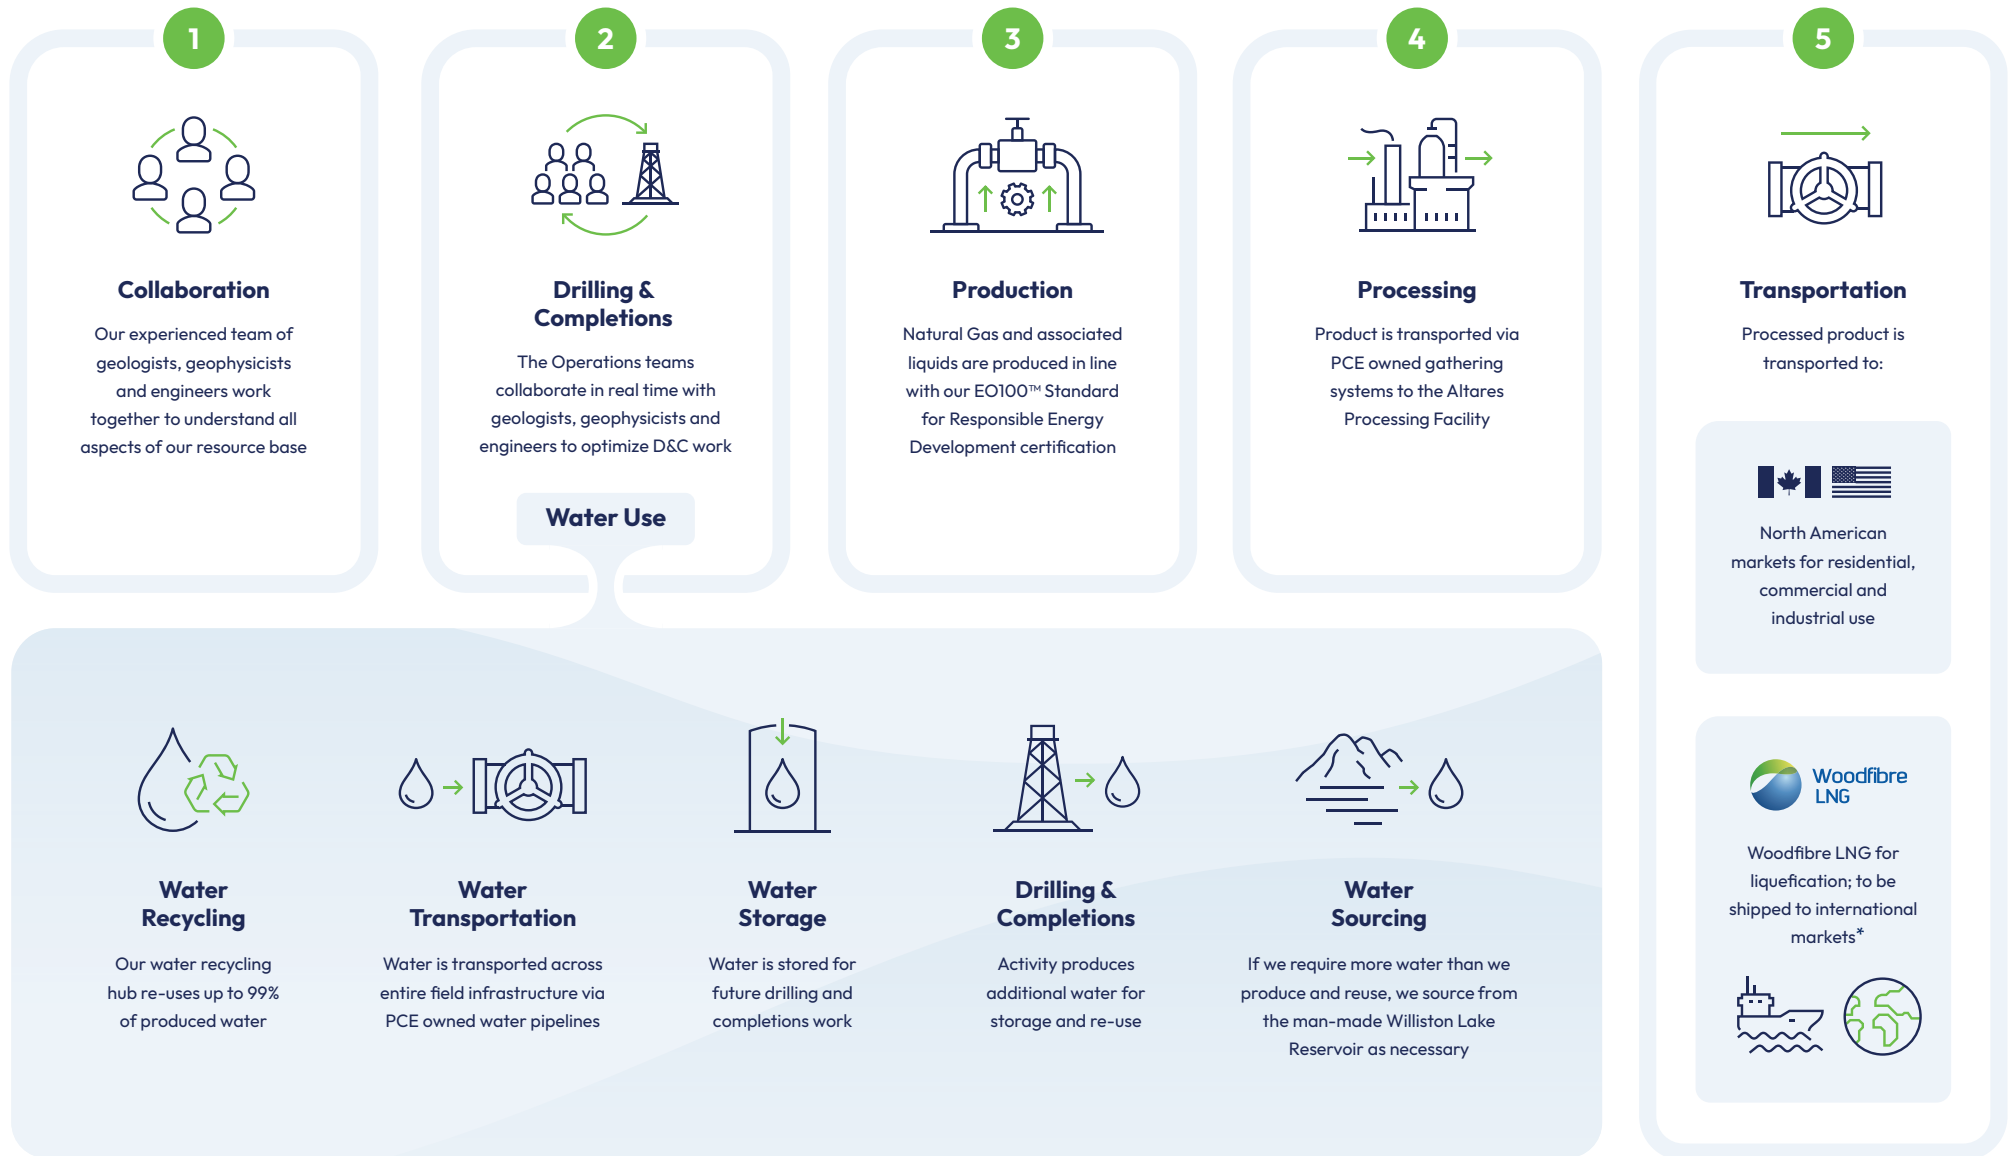 1
Collaboration
Our experienced team of
geologists, geophysicists
and engineers work
together to understand all
aspects of our resource base
2
Drilling &
Completions
The Operations teams
collaborate in real time with
geologists, geophysicists and
engineers to optimize D&C work
Water Use
3
Production
Natural Gas and associated
liquids are produced in line
with our EO100™ Standard
for Responsible Energy
Development certification
4
Processing
Product is transported via
PCE owned gathering
systems to the Altares
Processing Facility
5
Transportation
Processed product is
transported to:
North American
markets for residential,
commercial and
industrial use
Woodfibre
LNG
Woodfibre LNG for
liquefication; to be
shipped to international
markets*
Water
Recycling
Our water recycling
hub re-uses up to 99%
of produced water
Water
Transportation
Water is transported across
entire field infrastructure via
PCE owned water pipelines
Water
Storage
Water is stored for
future drilling and
completions work
Drilling &
Completions
Activity produces
additional water for
storage and re-use
Water
Sourcing
If we require more water than we
produce and reuse, we source from
the man-made Williston Lake
Reservoir as necessary